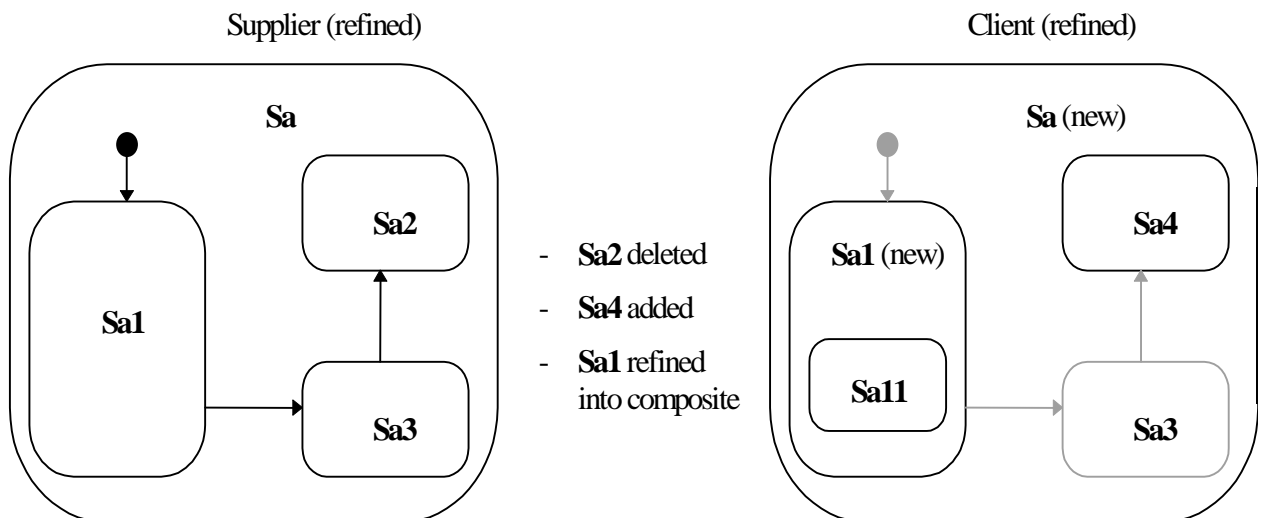 Supplier (refined)
Sa
Sa1
Sa2
Sa3
- Sa2 deleted
- Sa4 added
- Sa1 refined
into composite
Client (refined)
Sa (new)
Sa1 (new)
Sa11
Sa4
Sa3